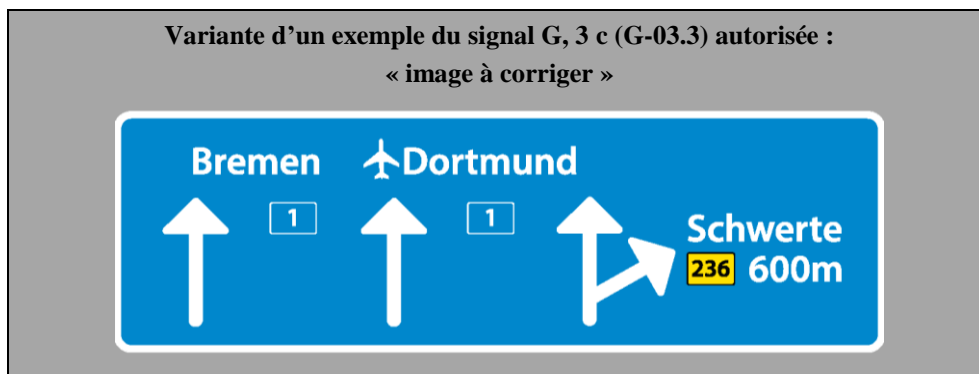 Variante d’un exemple du signal G, 3 c (G-03.3) autorisée :
« image à corriger »
Bremen Dortmund
1 1
Schwerte
236 600m